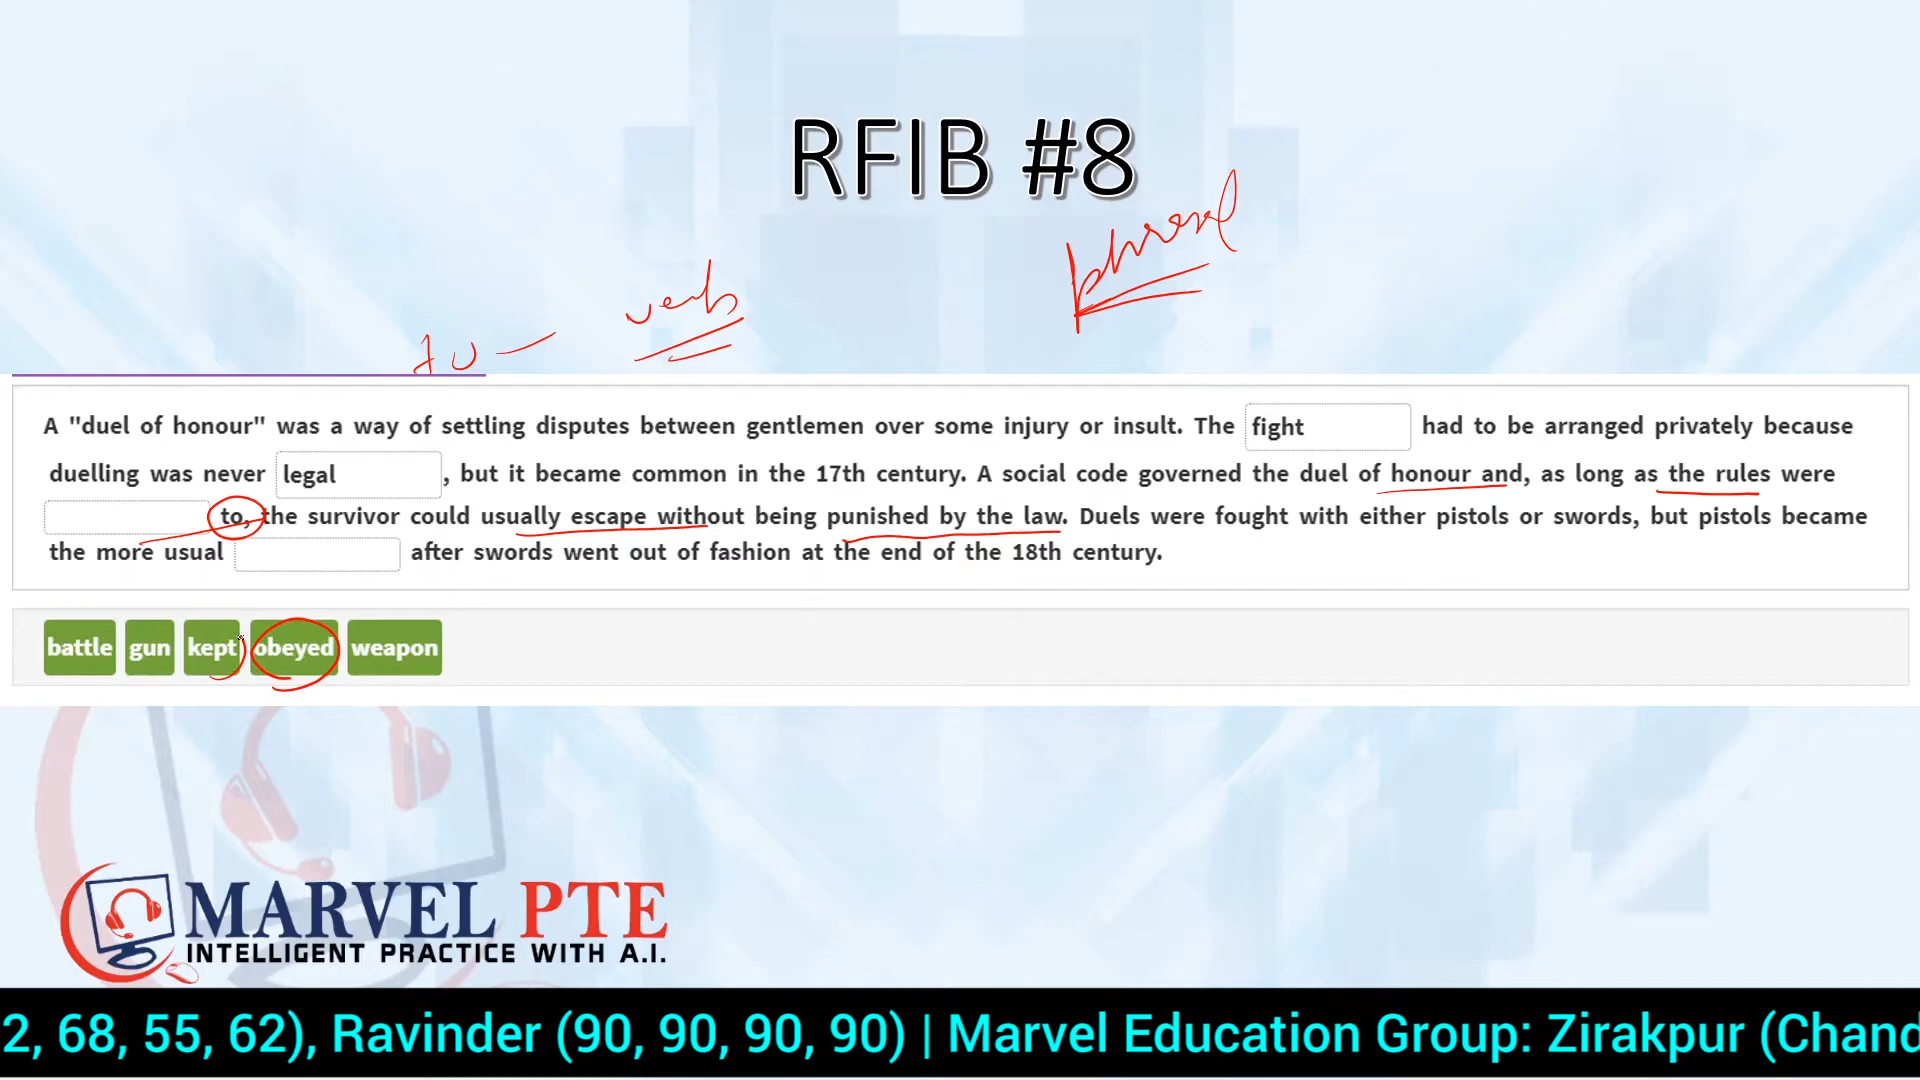 RFIB #8
phresel
verb
to —
A "duel of honour" was a way of settling disputes between gentlemen over some injury or insult. The fight had to be arranged privately because
duelling was never legal , but it became common in the 17th century. A social code governed the duel of honour and, as long as the rules were
to, the survivor could usually escape without being punished by the law. Duels were fought with either pistols or swords, but pistols became
the more usual after swords went out of fashion at the end of the 18th century.
battle gun kept obeyed weapon
MARVEL PTE
INTELLIGENT PRACTICE WITH A.I.
2, 68, 55, 62), Ravinder (90, 90, 90, 90) | Marvel Education Group: Zirakpur (Chand